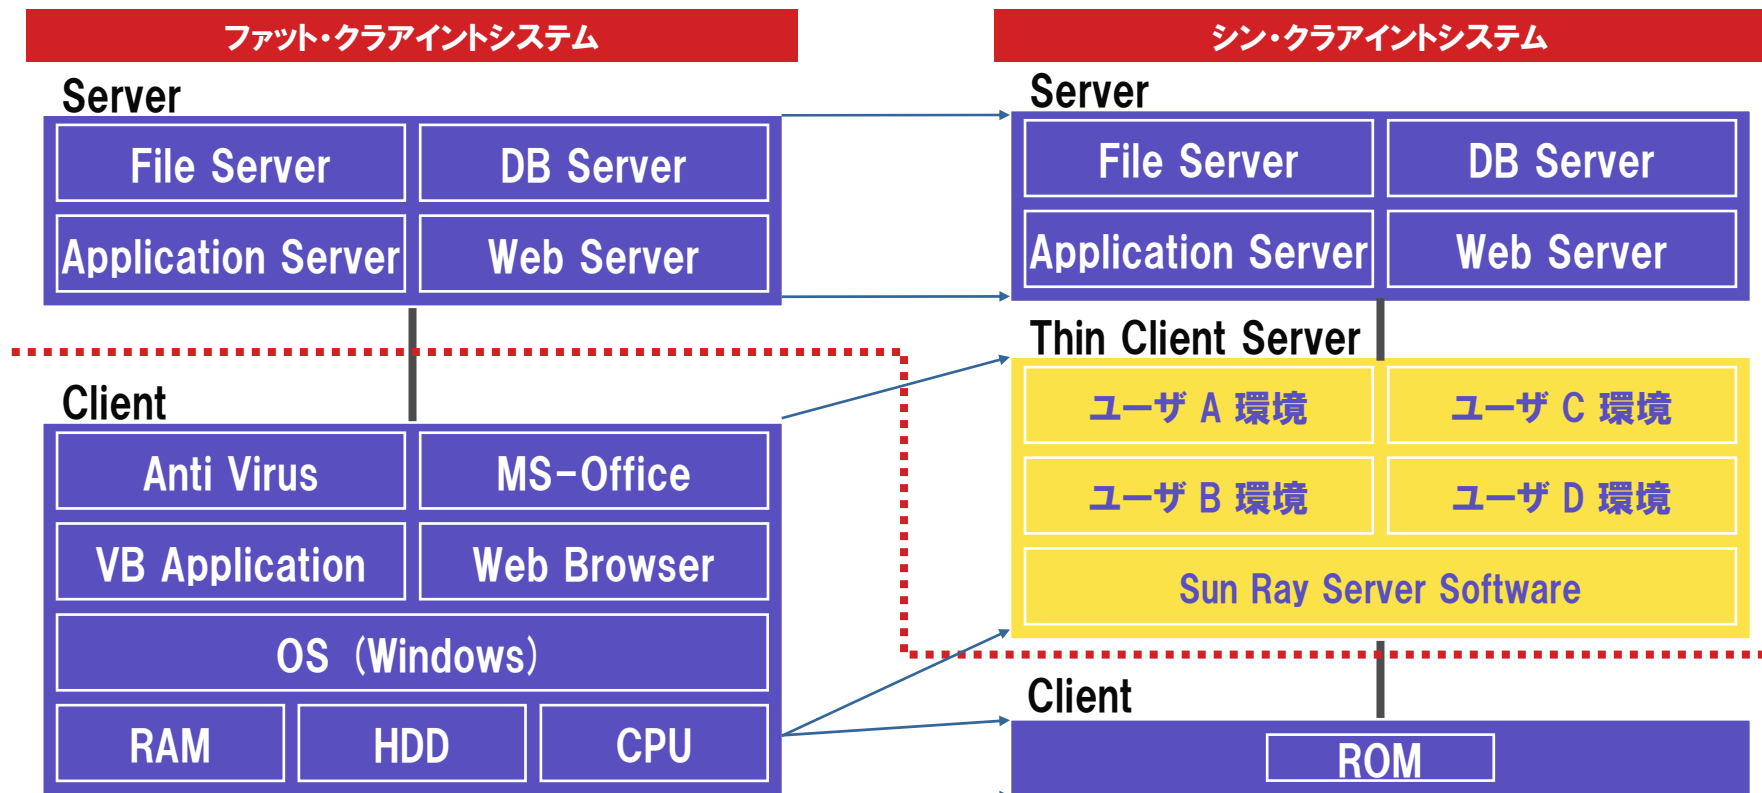 ファット・クラアイントシステム
Server
File Server
DB Server
Application Server
Web Server
Client
Anti Virus
MS-Office
VB Application
Web Browser
OS (Windows)
RAM
HDD
CPU
シン・クラアイントシステム
Server
File Server
DB Server
Application Server
Web Server
Thin Client Server
ユーザ A 環境
ユーザ C 環境
ユーザ B 環境
ユーザ D 環境
Sun Ray Server Software
Client
ROM